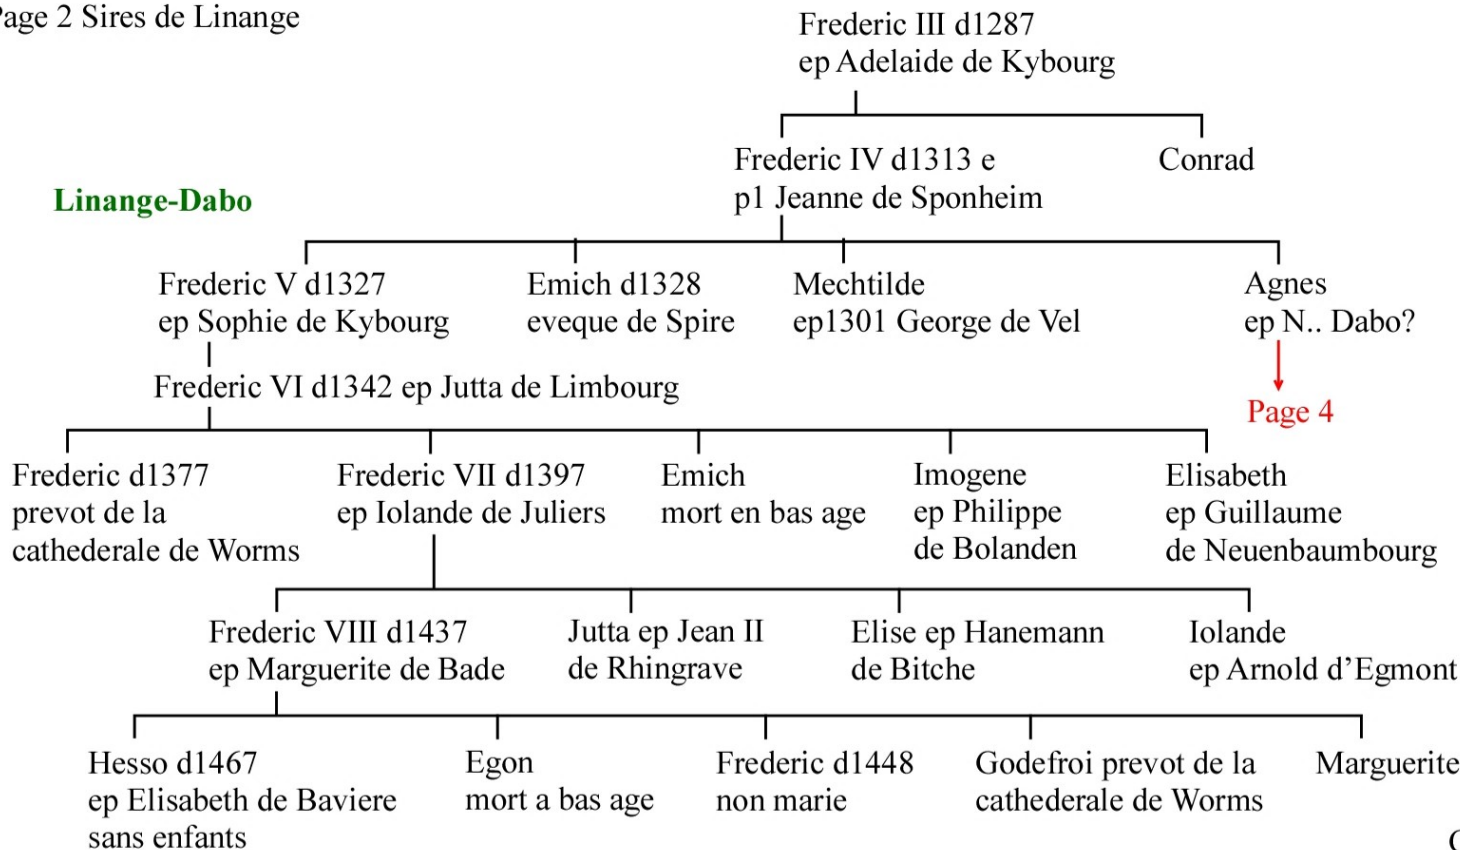 Page 2 Sires de Linange
Frederic III d1287
ep Adelaide de Kybourg
Frederic IV d1313 e
p1 Jeanne de Sponheim
Conrad
Linange-Dabo
Frederic V d1327
ep Sophie de Kybourg
Emich d1328
eveque de Spire
Mechtilde
ep1301 George de Vel
Agnes
ep N.. Dabo?
Page 4
Frederic VI d1342 ep Jutta de Limbourg
Frederic d1377
prevot de la
cathederale de Worms
Frederic VII d1397
ep Iolande de Juliers
Emich
mort en bas age
Imogene
ep Philippe
de Bolanden
Elisabeth
ep Guillaume
de Neuenbaumbourg
Frederic VIII d1437
ep Marguerite de Bade
Jutta ep Jean II
de Rhingrave
Elise ep Hanemann
de Bitche
Iolande
ep Arnold d’Egmont
Hesso d1467
ep Elisabeth de Baviere
sans enfants
Egon
mort a bas age
Frederic d1448
non marie
Godefroi prevot de la
cathederale de Worms
Marguerite